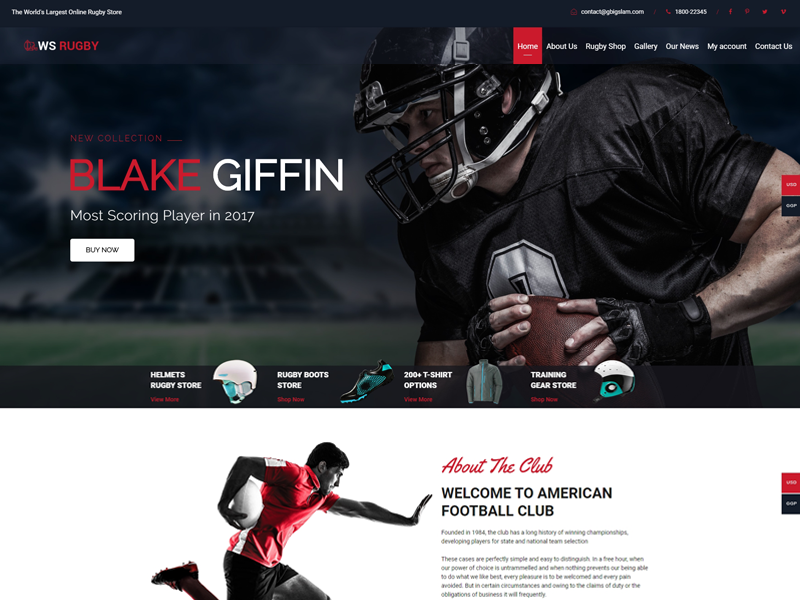 The World's Largest Online Rugby Store
contact@gbigslam.com / 1800-22345 /
WS RUGBY
Home About Us Rugby Shop Gallery Our News My account Contact Us
NEW COLLECTION
BLAKE GIFFIN
Most Scoring Player in 2017
BUY NOW
USD
GGP
HELMETS
RUGBY STORE
View More
RUGBY BOOTS
STORE
Shop Now
200+ T-SHIRT
OPTIONS
View More
TRAINING
GEAR STORE
Shop Now
About The Club
WELCOME TO AMERICAN
FOOTBALL CLUB
Founded in 1984, the club has a long history of winning championships,
developing players for state and national team selection
These cases are perfectly simple and easy to distinguish. In a free hour, when
our power of choice is untrammelled and when nothing prevents our being able
to do what we like best, every pleasure is to be welcomed and every pain
avoided. But in certain circumstances and owing to the claims of duty or the
obligations of business it will frequently.
USD
GGP